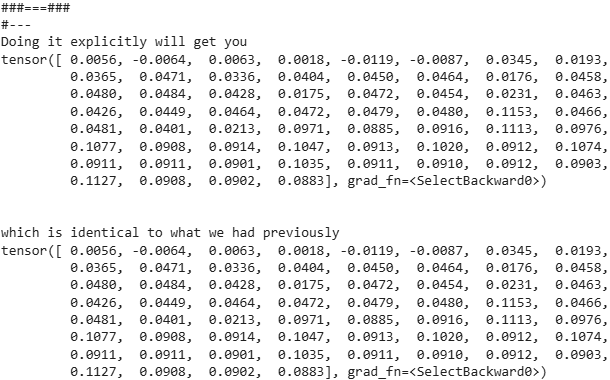 ###===###
#---
Doing it explicitly will get you
tensor([ 0.0056, -0.0064,  0.0063,  0.0018, -0.0119, -0.0087,  0.0345,  0.0193,
         0.0365,  0.0471,  0.0336,  0.0404,  0.0450,  0.0464,  0.0176,  0.0458,
         0.0480,  0.0484,  0.0428,  0.0175,  0.0472,  0.0454,  0.0231,  0.0463,
         0.0426,  0.0449,  0.0464,  0.0472,  0.0479,  0.0480,  0.1153,  0.0466,
         0.0481,  0.0401,  0.0213,  0.0971,  0.0885,  0.0916,  0.1113,  0.0976,
         0.1077,  0.0908,  0.0914,  0.1047,  0.0913,  0.1020,  0.0912,  0.1074,
         0.0911,  0.0911,  0.0901,  0.1035,  0.0911,  0.0910,  0.0912,  0.0903,
         0.1127,  0.0908,  0.0902,  0.0883], grad_fn=<SelectBackward0>)
which is identical to what we had previously
tensor([ 0.0056, -0.0064,  0.0063,  0.0018, -0.0119, -0.0087,  0.0345,  0.0193,
         0.0365,  0.0471,  0.0336,  0.0404,  0.0450,  0.0464,  0.0176,  0.0458,
         0.0480,  0.0484,  0.0428,  0.0175,  0.0472,  0.0454,  0.0231,  0.0463,
         0.0426,  0.0449,  0.0464,  0.0472,  0.0479,  0.0480,  0.1153,  0.0466,
         0.0481,  0.0401,  0.0213,  0.0971,  0.0885,  0.0916,  0.1113,  0.0976,
         0.1077,  0.0908,  0.0914,  0.1047,  0.0913,  0.1020,  0.0912,  0.1074,
         0.0911,  0.0911,  0.0901,  0.1035,  0.0911,  0.0910,  0.0912,  0.0903,
         0.1127,  0.0908,  0.0902,  0.0883], grad_fn=<SelectBackward0>)